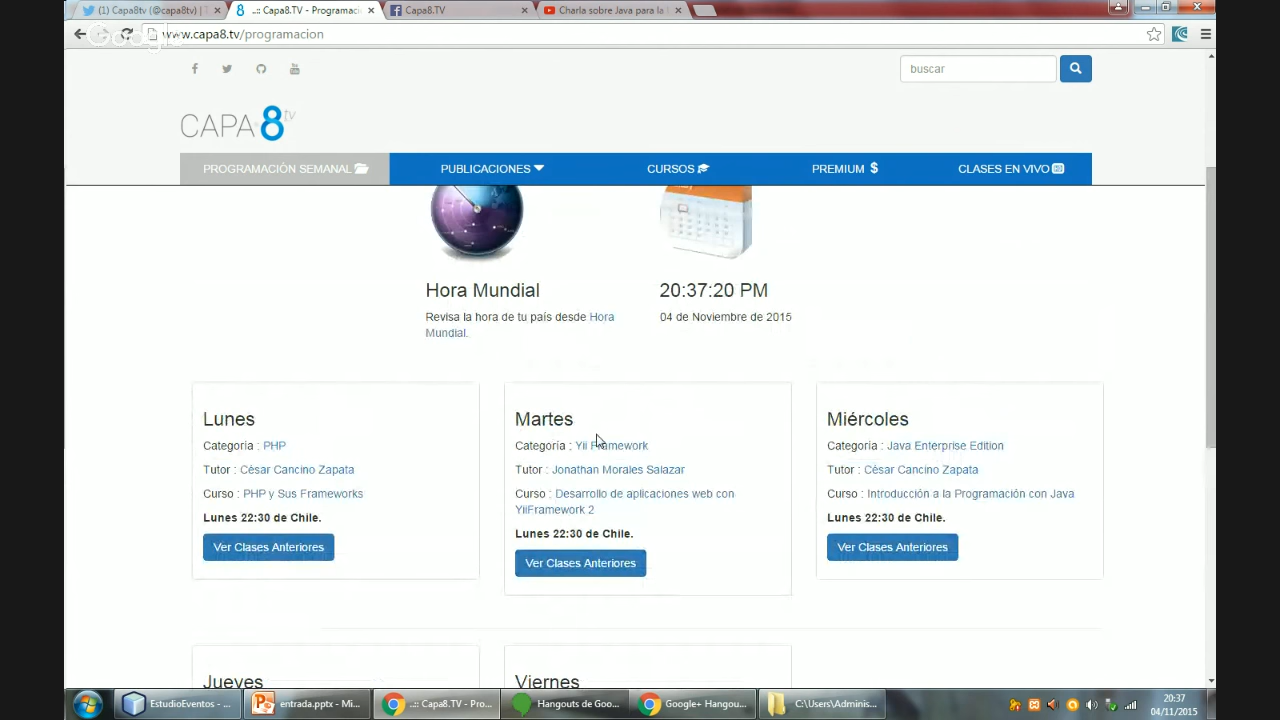 (1) Capa8tv (@capa8tv) | T
..:: Capa8.TV - Programació
Capa8.TV
Charla sobre Java para la
www.capa8.tv/programacion
Google
buscar
CAPA 8 tv
PROGRAMACIÓN SEMANAL
PUBLICACIONES
CURSOS
PREMIUM $
CLASES EN VIVO
Hora Mundial
Revisa la hora de tu país desde Hora
Mundial.
20:37:20 PM
04 de Noviembre de 2015
Lunes
Categoría : PHP
Tutor : César Cancino Zapata
Curso : PHP y Sus Frameworks
Lunes 22:30 de Chile.
Ver Clases Anteriores
Martes
Categoría : Yii Framework
Tutor : Jonathan Morales Salazar
Curso : Desarrollo de aplicaciones web con
YiiFramework 2
Lunes 22:30 de Chile.
Ver Clases Anteriores
Miércoles
Categoría : Java Enterprise Edition
Tutor : César Cancino Zapata
Curso : Introducción a la Programación con Java
Lunes 22:30 de Chile.
Ver Clases Anteriores
Jueves
Viernes
EstudioEventos - ...
entrada.pptx - Mi...
..:: Capa8.TV - Pro...
Hangouts de Goo...
Google+ Hangou...
C:\Users\Adminis...
20:37
04/11/2015